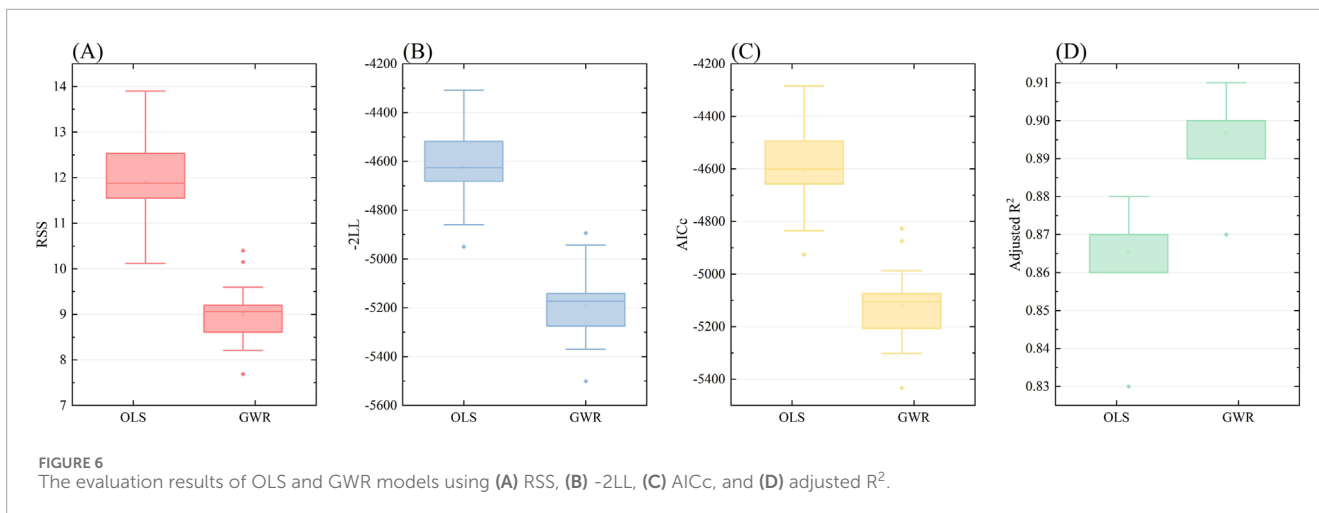 (A)
(B)
(C)
(D)
14
13
12
11
10
9
8
7
RSS
OLS
GWR
-4200
-4400
-4600
-4800
-5000
-5200
-5400
-5600
-2LL
OLS
GWR
-4200
-4400
-4600
-4800
-5000
-5200
-5400
AICc
OLS
GWR
0.91
0.90
0.89
0.88
0.87
0.86
0.85
0.84
0.83
Adjusted R²
OLS
GWR
FIGURE 6
The evaluation results of OLS and GWR models using (A) RSS, (B) -2LL, (C) AICc, and (D) adjusted R².